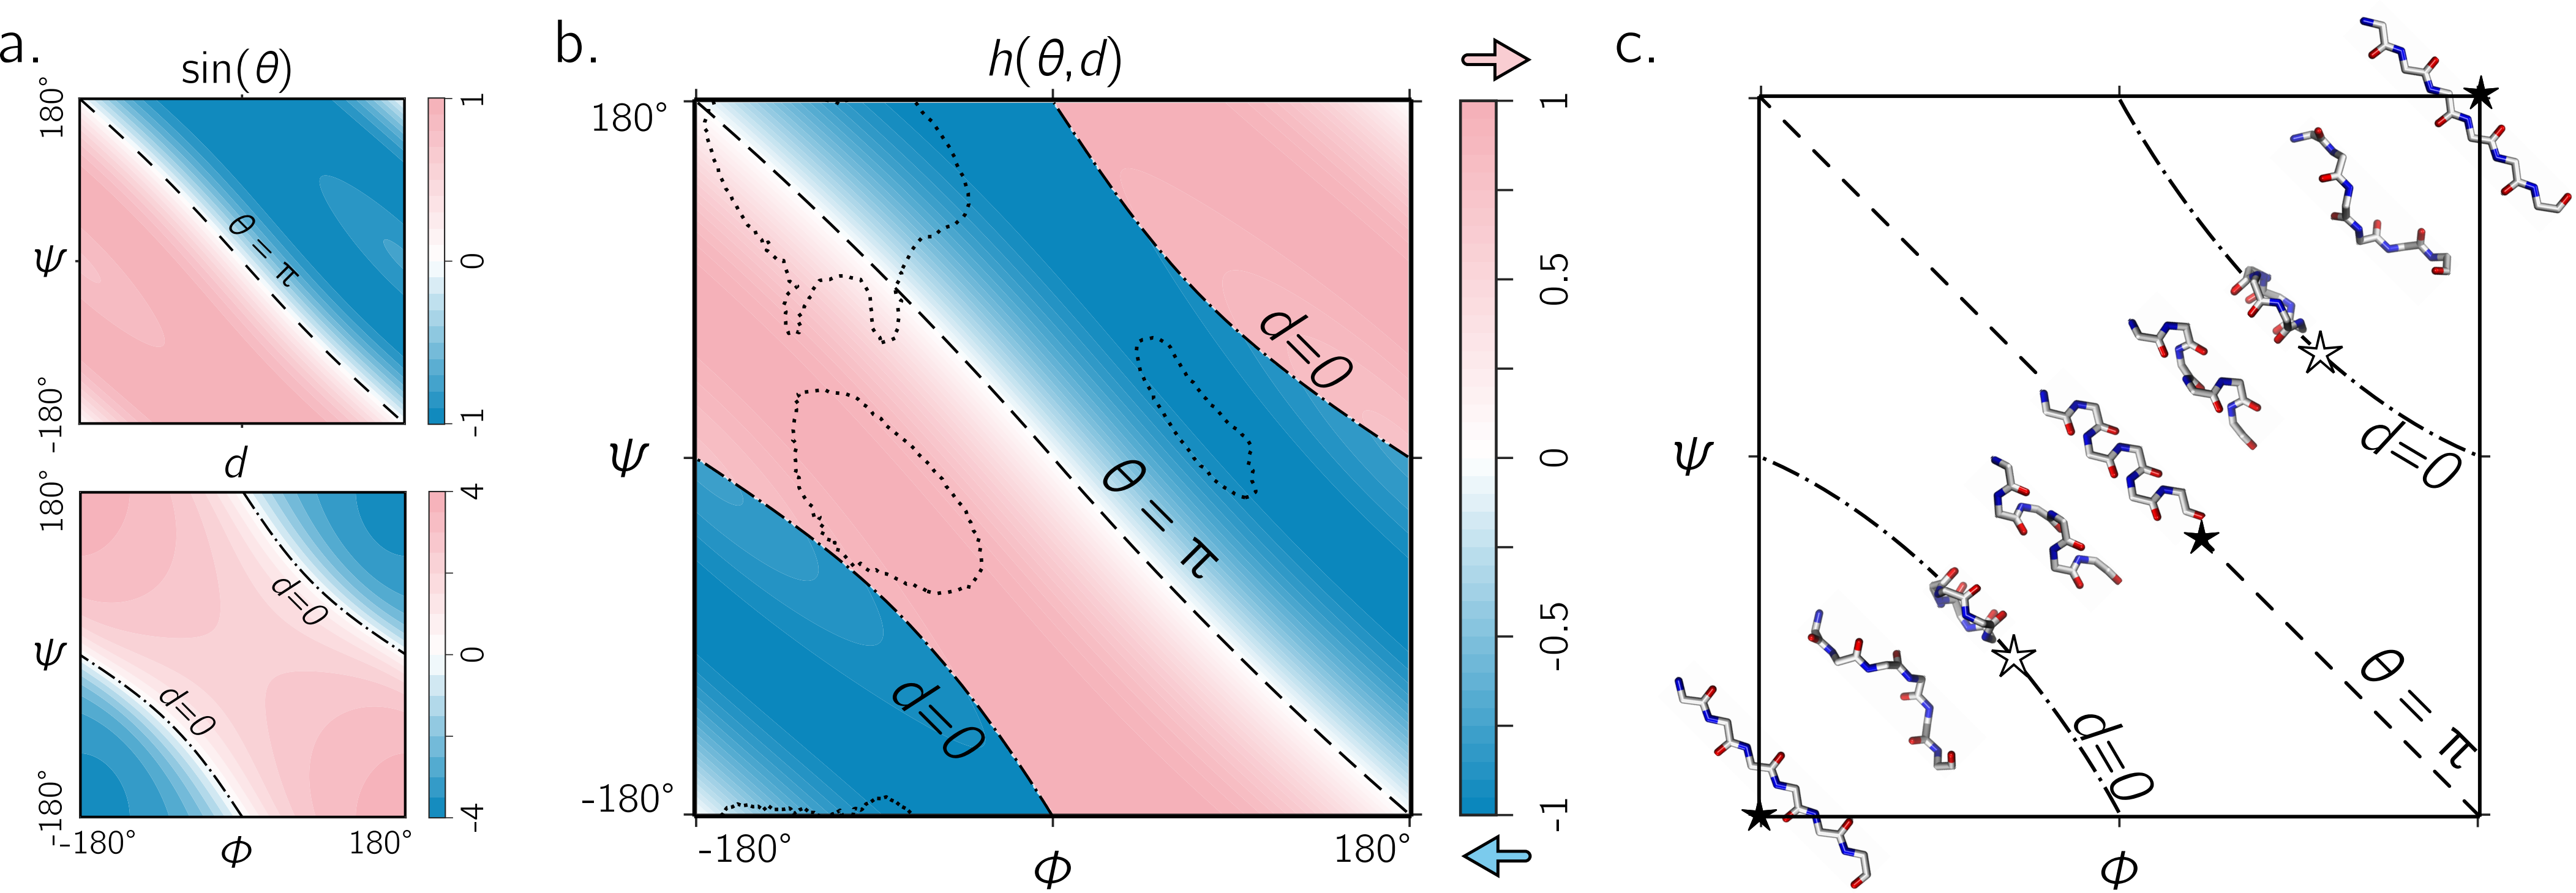 a.
sin(θ)
180°
ψ
-180°
θ = π
1
0
-1
d
180°
ψ
-180°
d=0
d=0
-180°
ϕ
180°
4
0
-4
b.
h(θ,d)
180°
ψ
-180°
d=0
θ = π
d=0
-180°
ϕ
180°
1
0.5
0
-0.5
-1
c.
ψ
d=0
θ = π
d=0
ϕ